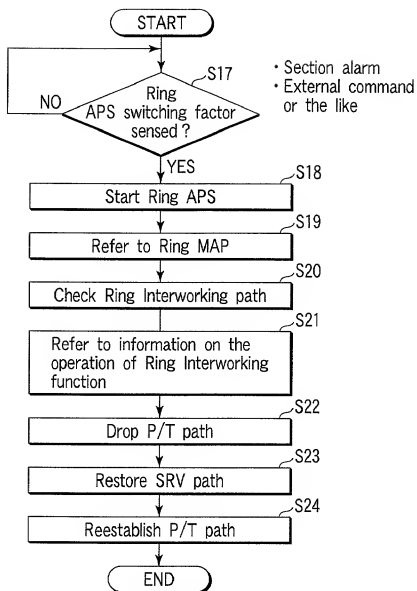 START
S17
Ring
APS switching factor
sensed ?
NO
YES
· Section alarm
· External command
or the like
S18
Start Ring APS
S19
Refer to Ring MAP
S20
Check Ring Interworking path
S21
Refer to information on the
operation of Ring Interworking
function
S22
Drop P/T path
S23
Restore SRV path
S24
Reestablish P/T path
END